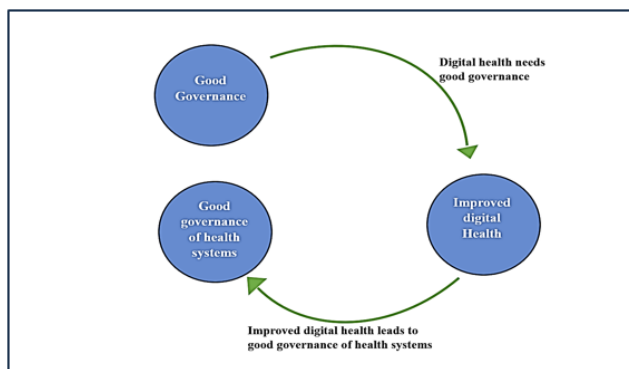 Good
Governance
Digital health needs
good governance
Good
governance
of health
systems
Improved
digital
Health
Improved digital health leads to
good governance of health systems